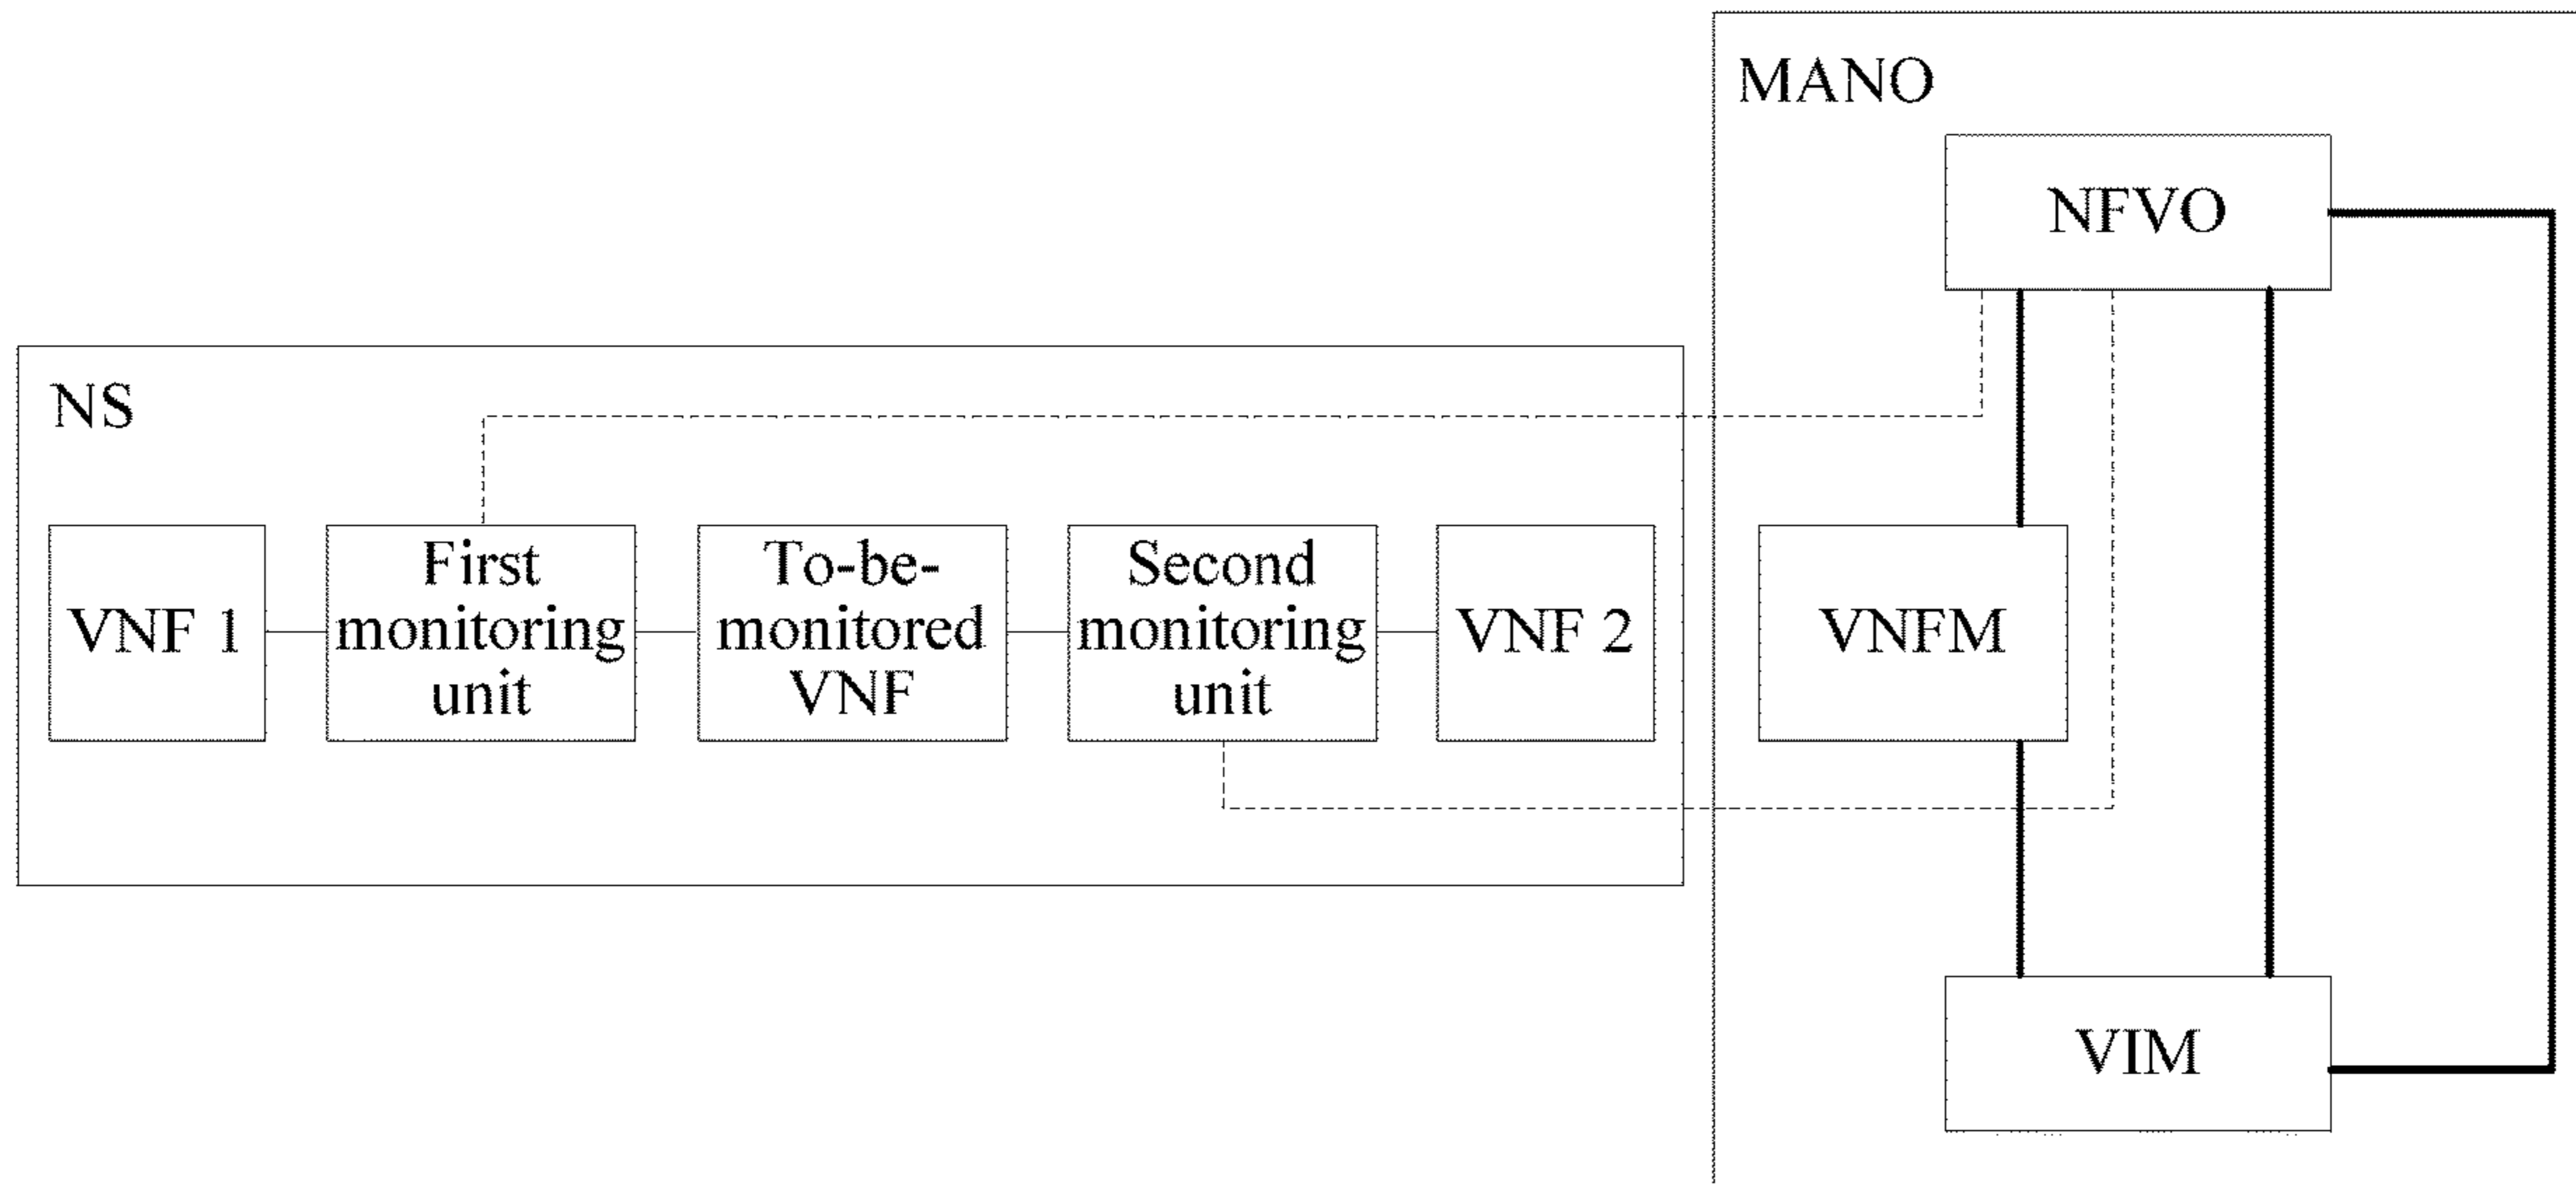 MANO
NFVO
NS
VNF 1
First
monitoring
unit
To-be-
monitored
VNF
Second
monitoring
unit
VNF 2
VNFM
VIM